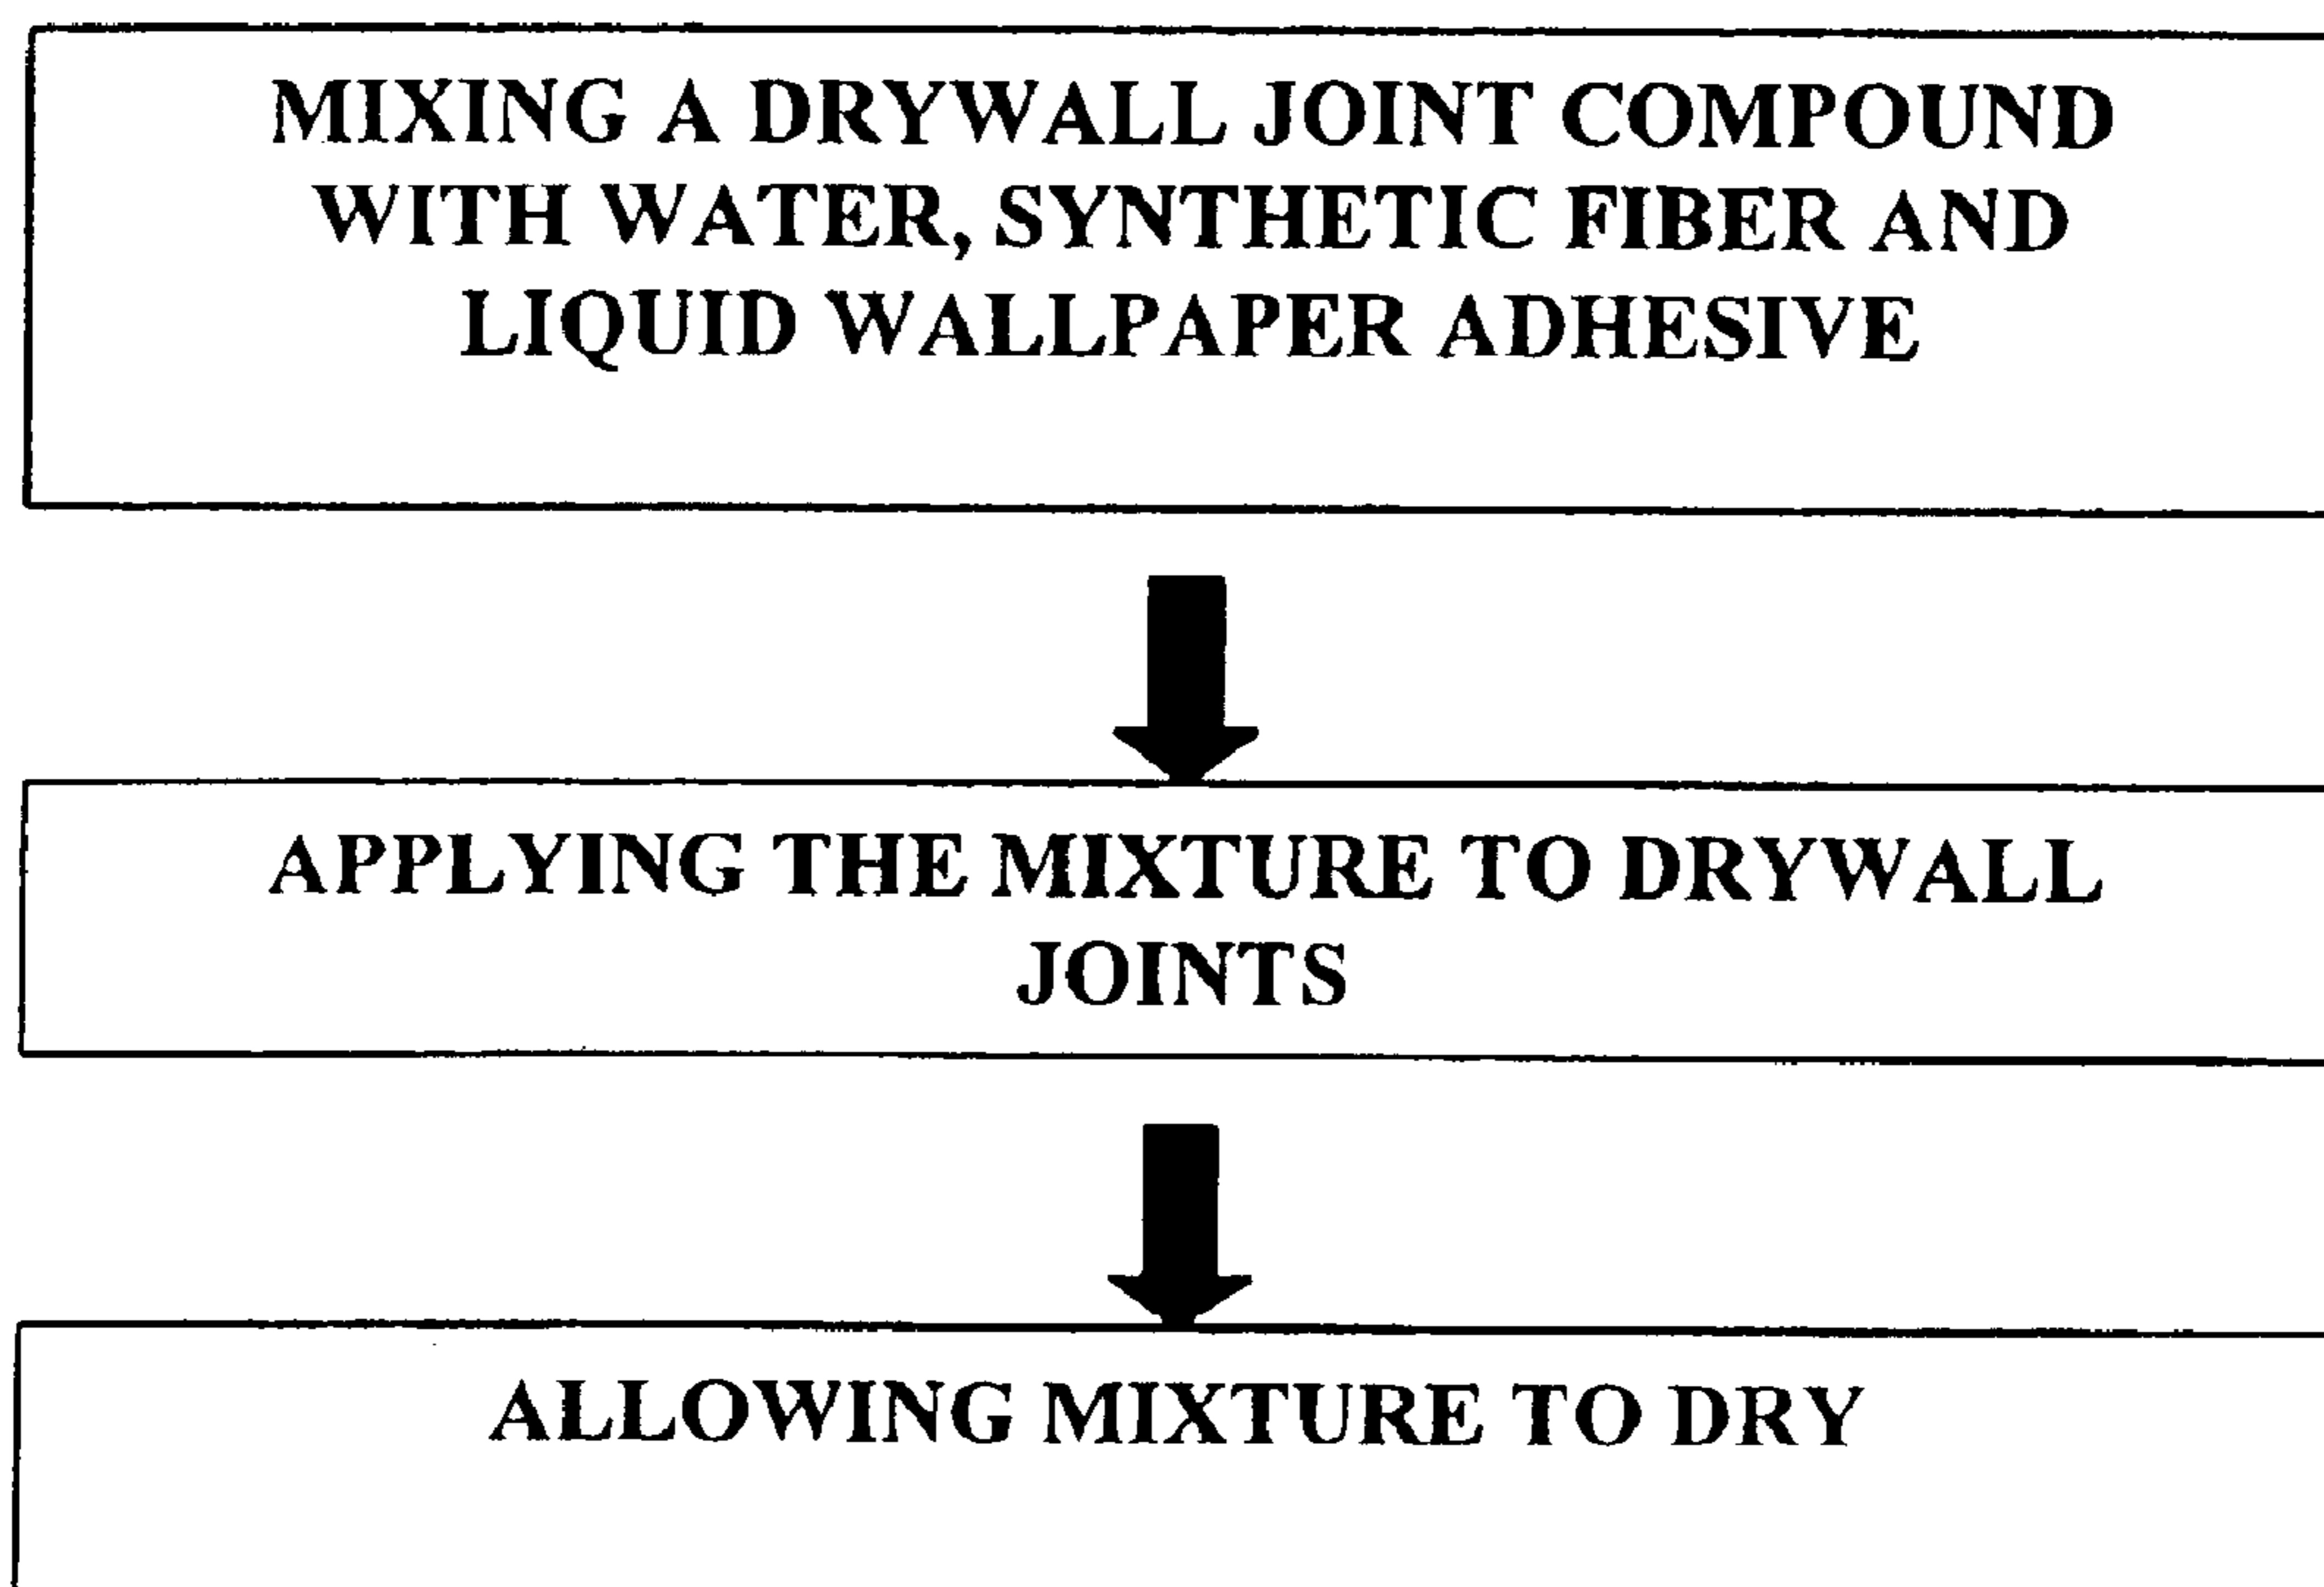 MIXING A DRYWALL JOINT COMPOUND
WITH WATER, SYNTHETIC FIBER AND
LIQUID WALLPAPER ADHESIVE
APPLYING THE MIXTURE TO DRYWALL
JOINTS
ALLOWING MIXTURE TO DRY